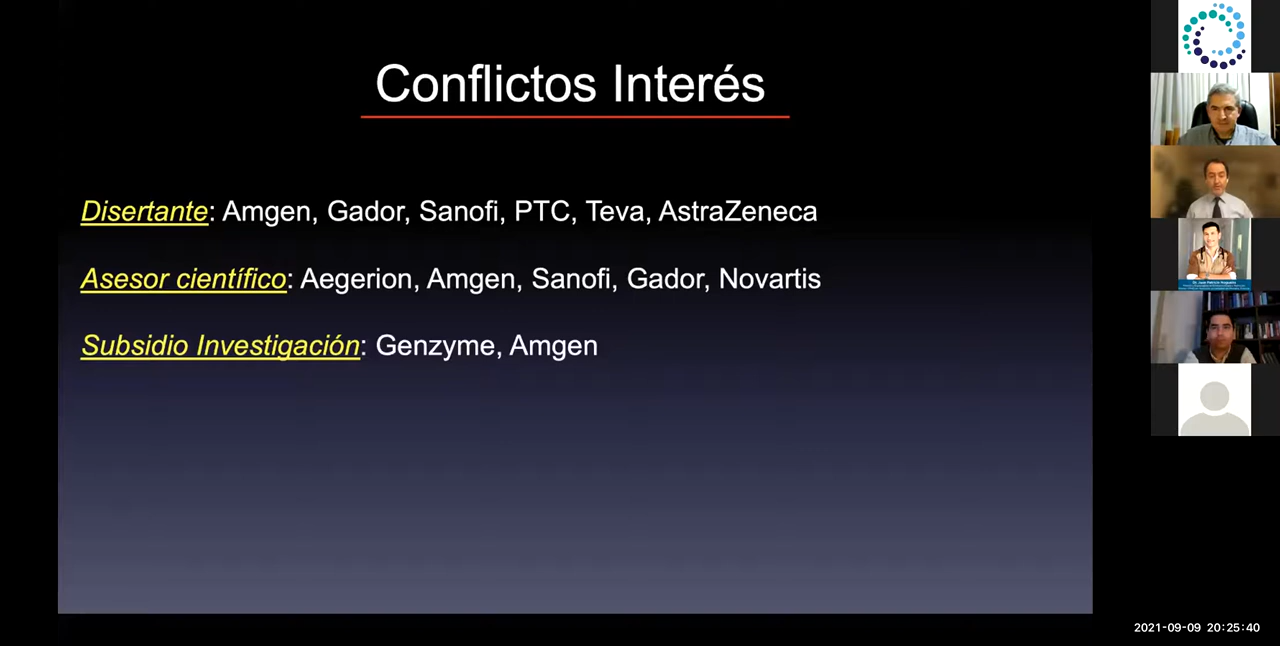 Conflictos Interés
Disertante: Amgen, Gador, Sanofi, PTC, Teva, AstraZeneca
Asesor científico: Aegerion, Amgen, Sanofi, Gador, Novartis
Subsidio Investigación: Genzyme, Amgen
2021-09-09 20:25:40